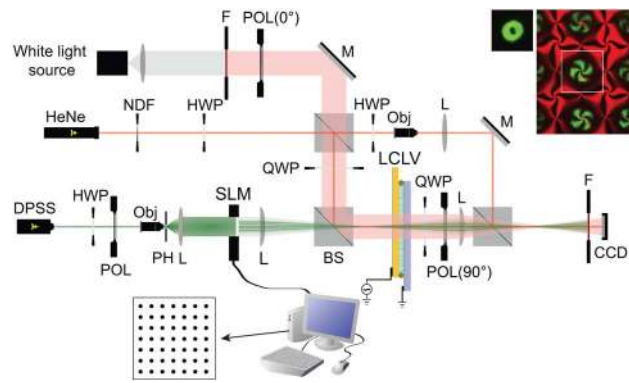 F
POL(0°)
M
White light
source
HeNe
NDF
HWP
HWP
Obj
L
M
QWP
LCLV
QWP
L
F
DPSS
HWP
POL
Obj
PH
L
SLM
L
BS
POL(90°)
CCD